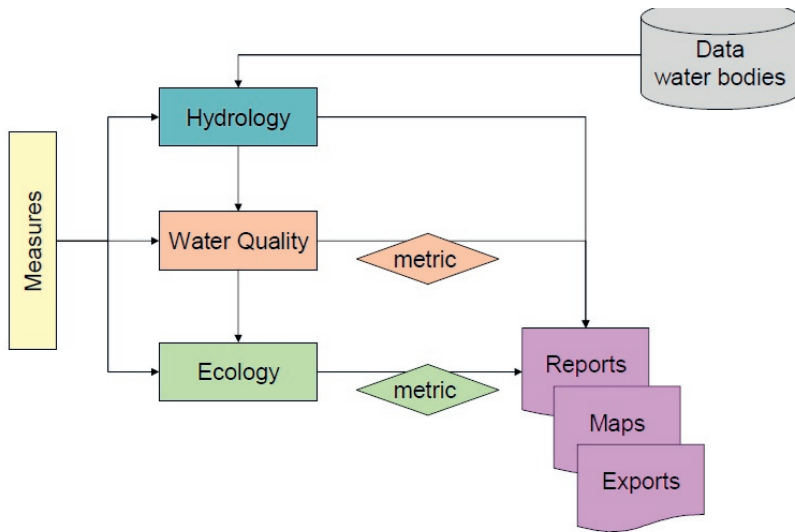 Data
water bodies
Hydrology
Measures
Water Quality
metric
Ecology
metric
Reports
Maps
Exports